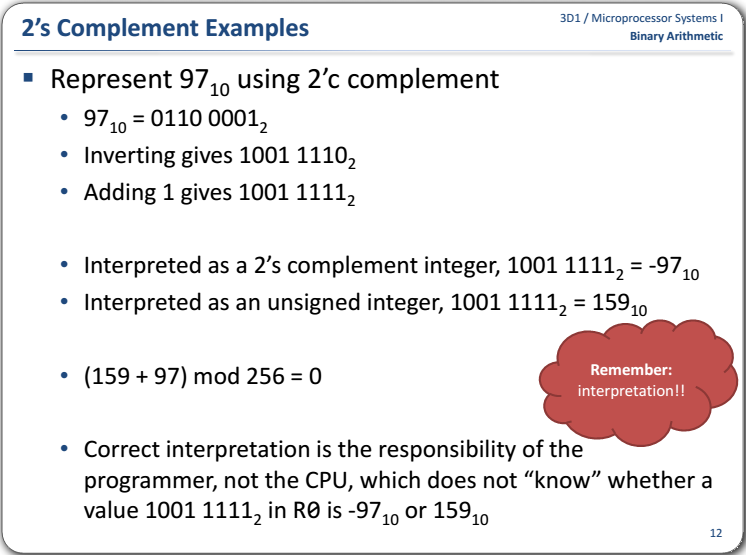 2's Complement Examples
3D1 / Microprocessor Systems I
Binary Arithmetic
Represent 97₁₀ using 2'c complement
97₁₀ = 0110 0001₂
Inverting gives 1001 1110₂
Adding 1 gives 1001 1111₂
Interpreted as a 2's complement integer, 1001 1111₂ = -97₁₀
Interpreted as an unsigned integer, 1001 1111₂ = 159₁₀
(159 + 97) mod 256 = 0
Remember:
interpretation!!
Correct interpretation is the responsibility of the
programmer, not the CPU, which does not “know” whether a
value 1001 1111₂ in R0 is -97₁₀ or 159₁₀
12